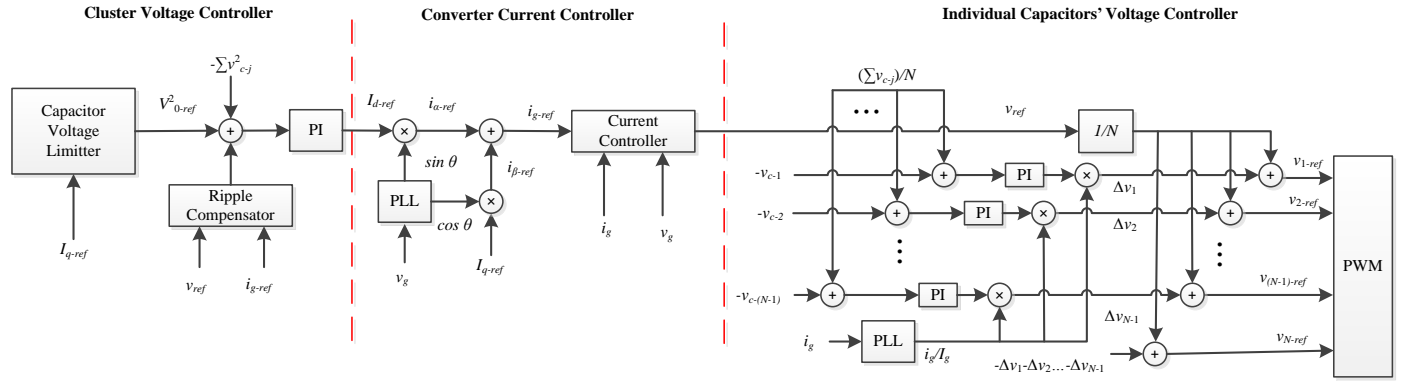 Cluster Voltage Controller
Converter Current Controller
Individual Capacitors' Voltage Controller
-∑v²c-j
V²0-ref
Capacitor
Voltage
Limitter
+
PI
Ripple
Compensator
Iq-ref
vref
ig-ref
Id-ref
iα-ref
×
+
ig-ref
sin θ
iβ-ref
PLL
×
cos θ
vg
Iq-ref
Current
Controller
ig
vg
(∑vc-j)/N
...
vref
1/N
-vc-1
+
PI
×
Δv1
+
v1-ref
-vc-2
+
PI
×
Δv2
+
v2-ref
PWM
-vc-(N-1)
+
PI
×
ΔvN-1
+
v(N-1)-ref
ig
PLL
ig/Ig
-Δv1-Δv2...-ΔvN-1
+
vN-ref